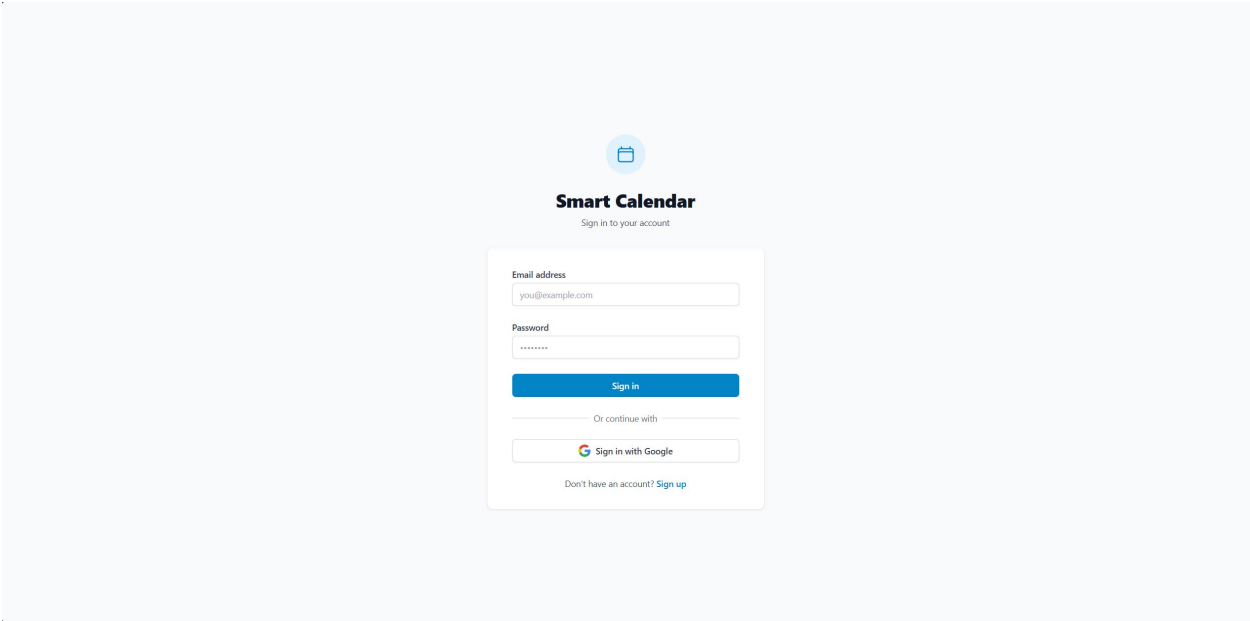 Smart Calendar
Sign in to your account
Email address
you@example.com
Password
--------
Sign in
Or continue with
Sign in with Google
Don't have an account? Sign up